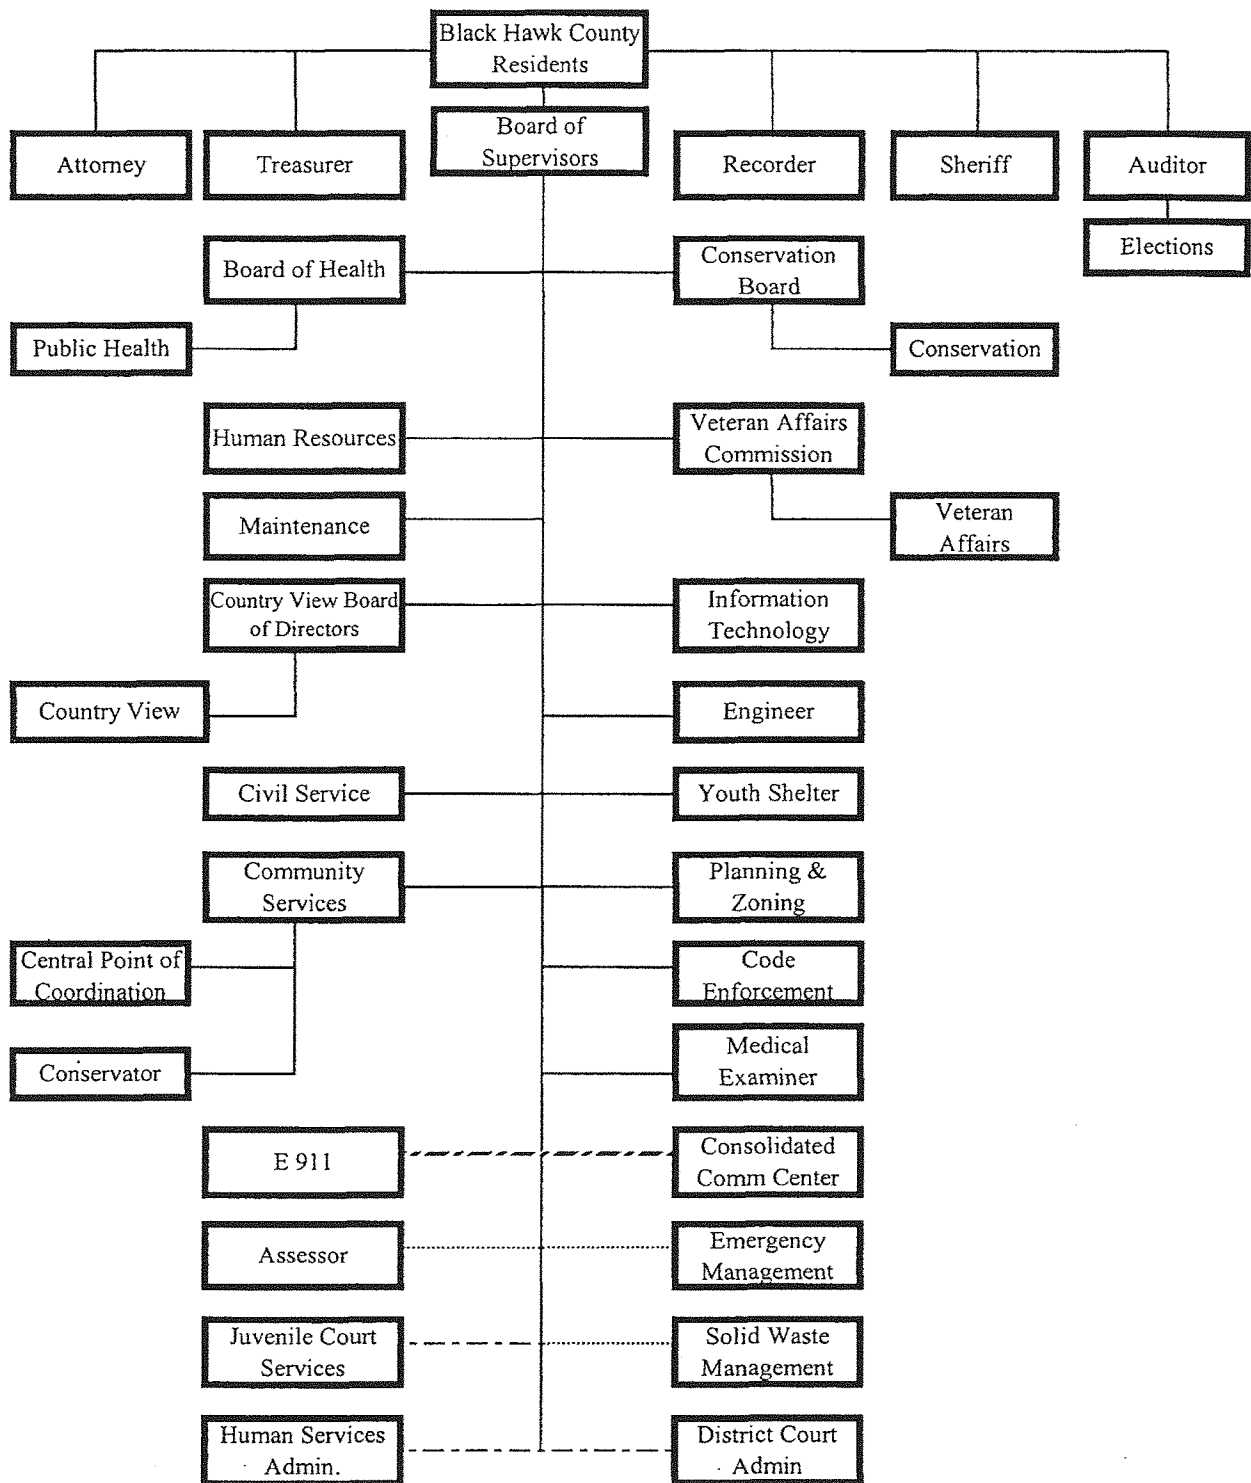 Black Hawk County
Residents
Attorney
Treasurer
Board of
Supervisors
Recorder
Sheriff
Auditor
Elections
Board of Health
Conservation
Board
Public Health
Conservation
Human Resources
Veteran Affairs
Commission
Maintenance
Veteran
Affairs
Country View Board
of Directors
Information
Technology
Country View
Engineer
Civil Service
Youth Shelter
Community
Services
Planning &
Zoning
Central Point of
Coordination
Code
Enforcement
Conservator
Medical
Examiner
E 911
Consolidated
Comm Center
Assessor
Emergency
Management
Juvenile Court
Services
Solid Waste
Management
Human Services
Admin.
District Court
Admin